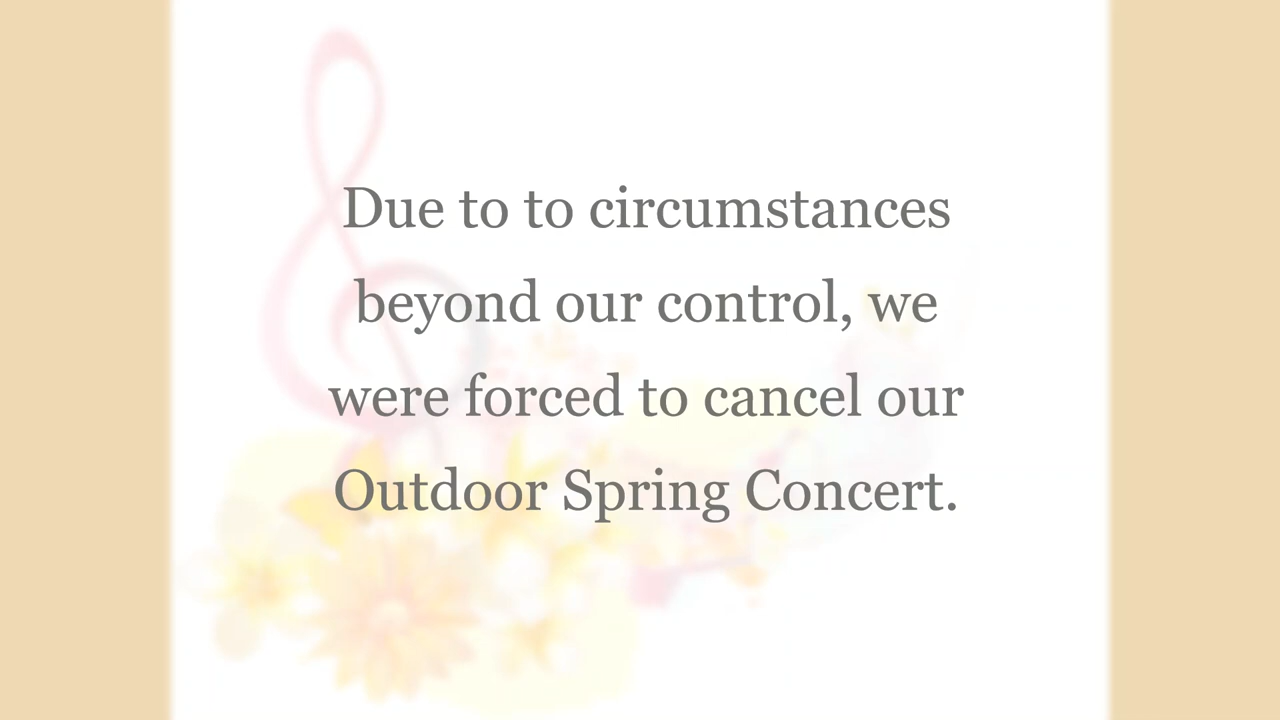 Due to to circumstances
beyond our control, we
were forced to cancel our
Outdoor Spring Concert.